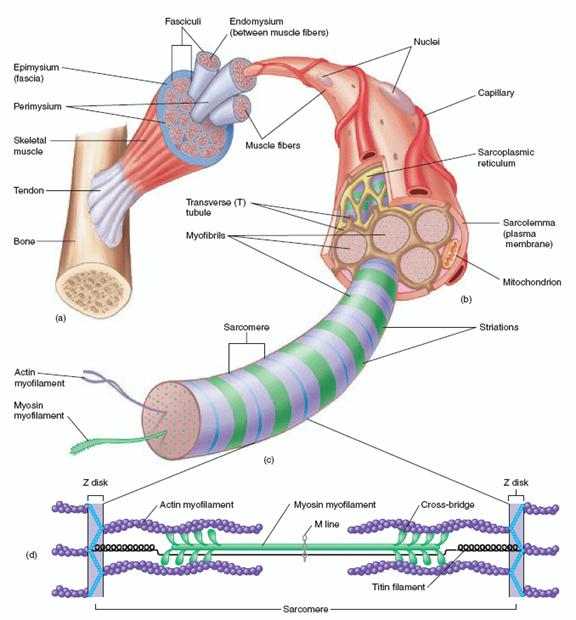 Fasciculi
Endomysium
(between muscle fibers)
Nuclei
Epimysium
(fascia)
Capillary
Perimysium
Muscle fibers
Skeletal
muscle
Sarcoplasmic
reticulum
Tendon
Transverse (T)
tubule
Sarcolemma
(plasma
membrane)
Myofibrils
Bone
Mitochondrion
(b)
(a)
Sarcomere
Striations
Actin
myofilament
Myosin
myofilament
(c)
Z disk
Z disk
Actin myofilament
Myosin myofilament
Cross-bridge
M line
(d)
Titin filament
Sarcomere